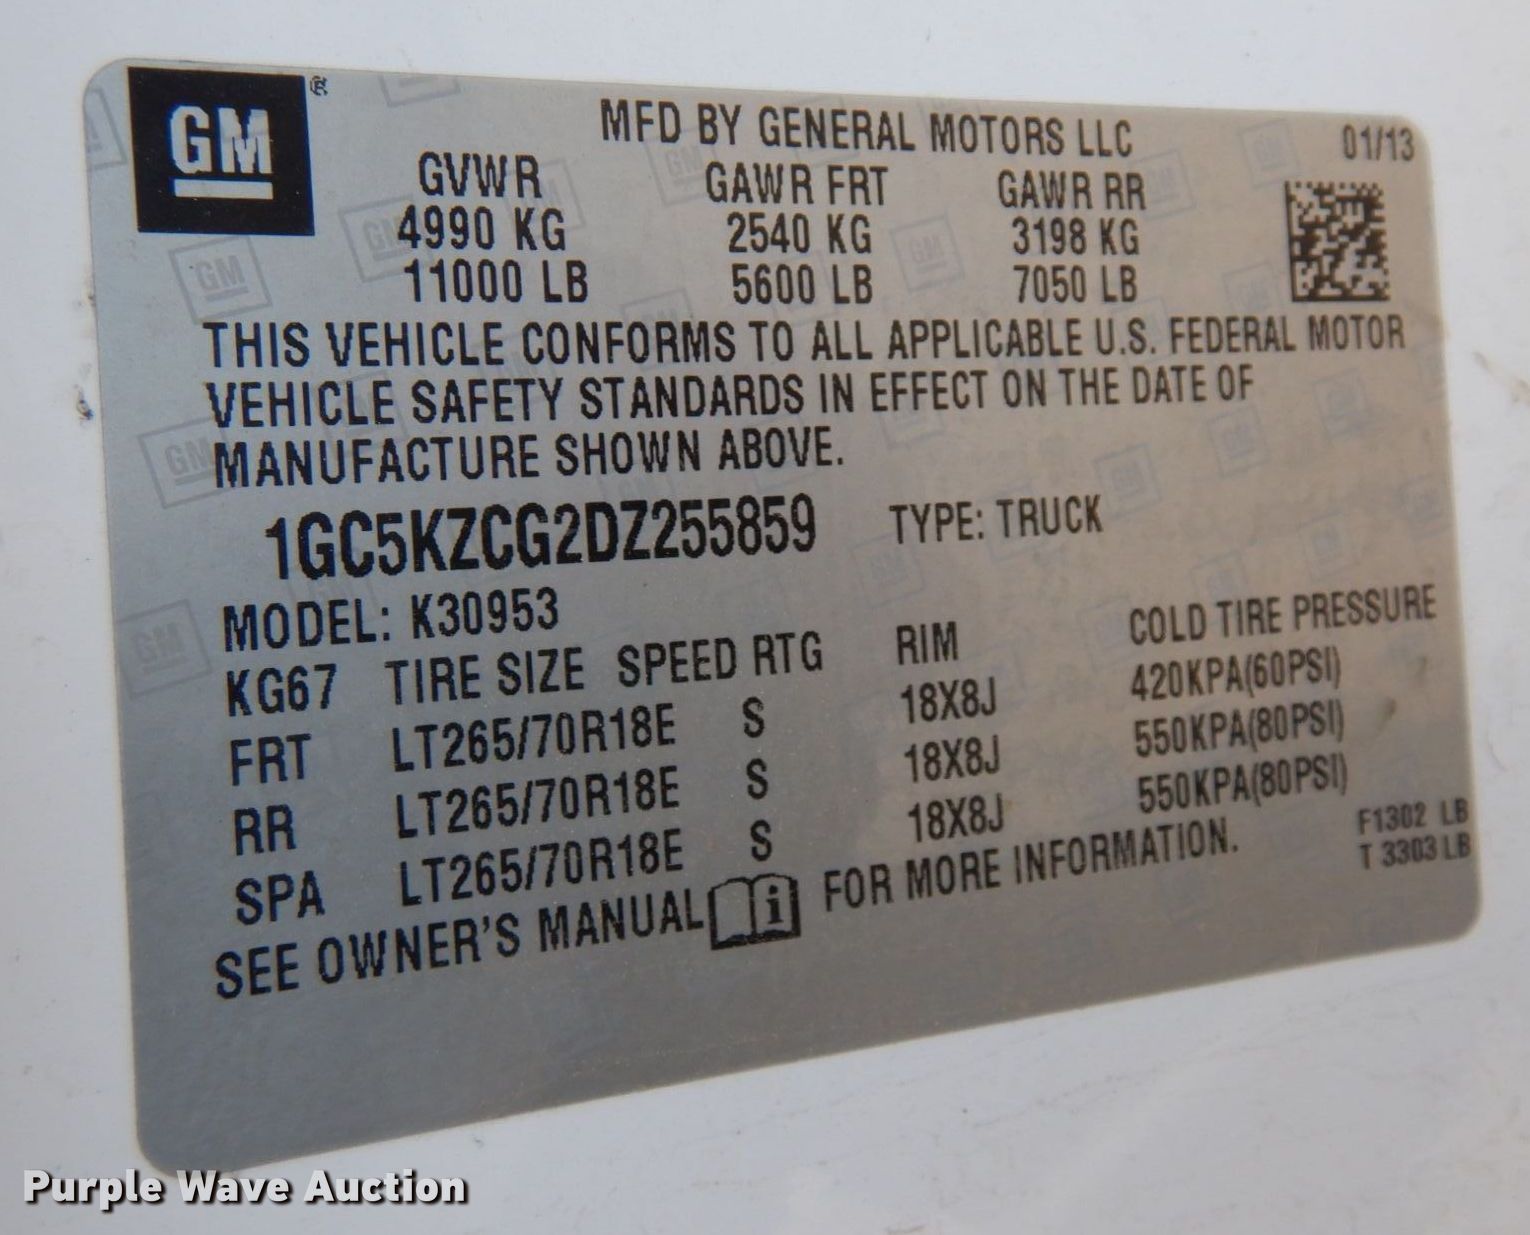 GM®
MFD BY GENERAL MOTORS LLC 01/13
GVWR GAWR FRT GAWR RR
4990 KG 2540 KG 3198 KG
11000 LB 5600 LB 7050 LB
THIS VEHICLE CONFORMS TO ALL APPLICABLE U.S. FEDERAL MOTOR
VEHICLE SAFETY STANDARDS IN EFFECT ON THE DATE OF
MANUFACTURE SHOWN ABOVE.
1GC5KZCG2DZ255859 TYPE: TRUCK
MODEL: K30953
KG67 TIRE SIZE SPEED RTG RIM COLD TIRE PRESSURE
FRT LT265/70R18E S 18X8J 420KPA(60PSI)
RR LT265/70R18E S 18X8J 550KPA(80PSI)
SPA LT265/70R18E S 18X8J 550KPA(80PSI)
SEE OWNER'S MANUAL i FOR MORE INFORMATION.
F1302 LB
T 3303 LB
Purple Wave Auction